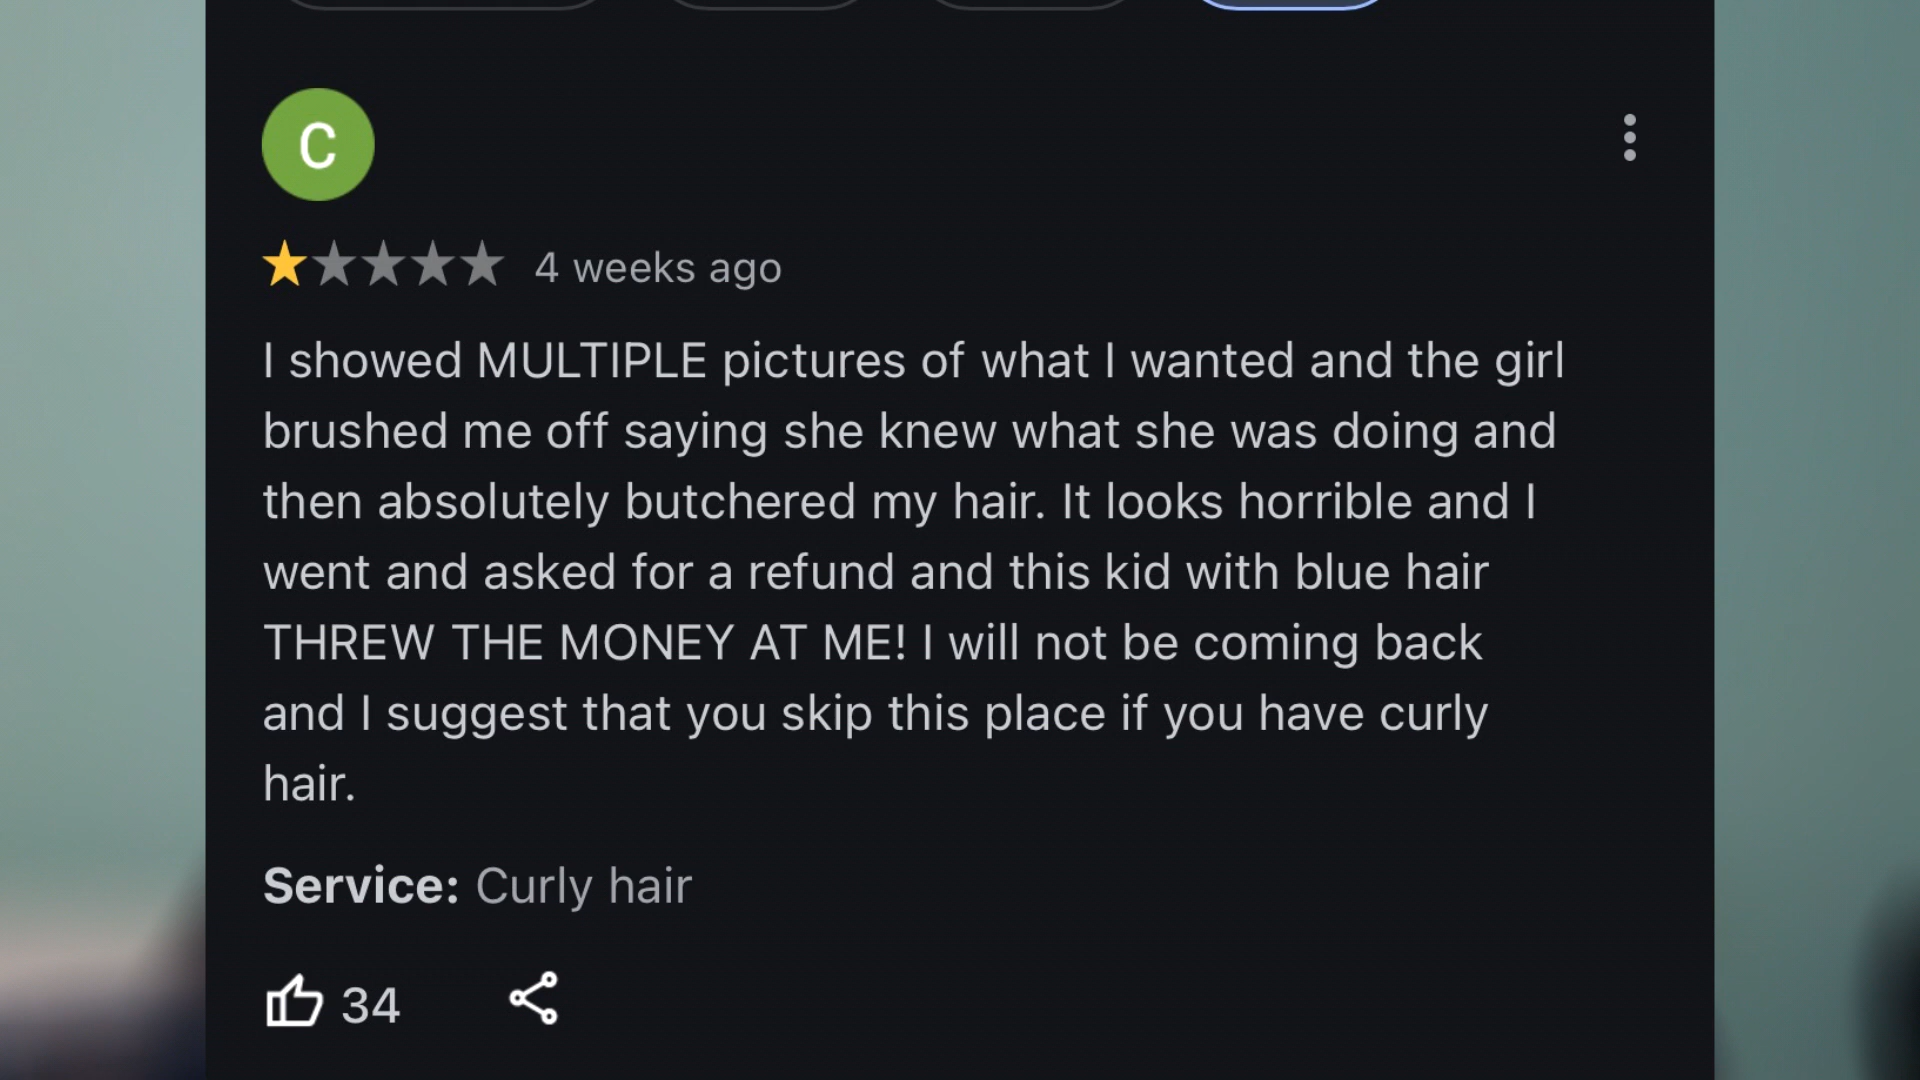 C
4 weeks ago
I showed MULTIPLE pictures of what I wanted and the girl
brushed me off saying she knew what she was doing and
then absolutely butchered my hair. It looks horrible and I
went and asked for a refund and this kid with blue hair
THREW THE MONEY AT ME! I will not be coming back
and I suggest that you skip this place if you have curly
hair.
Service: Curly hair
34